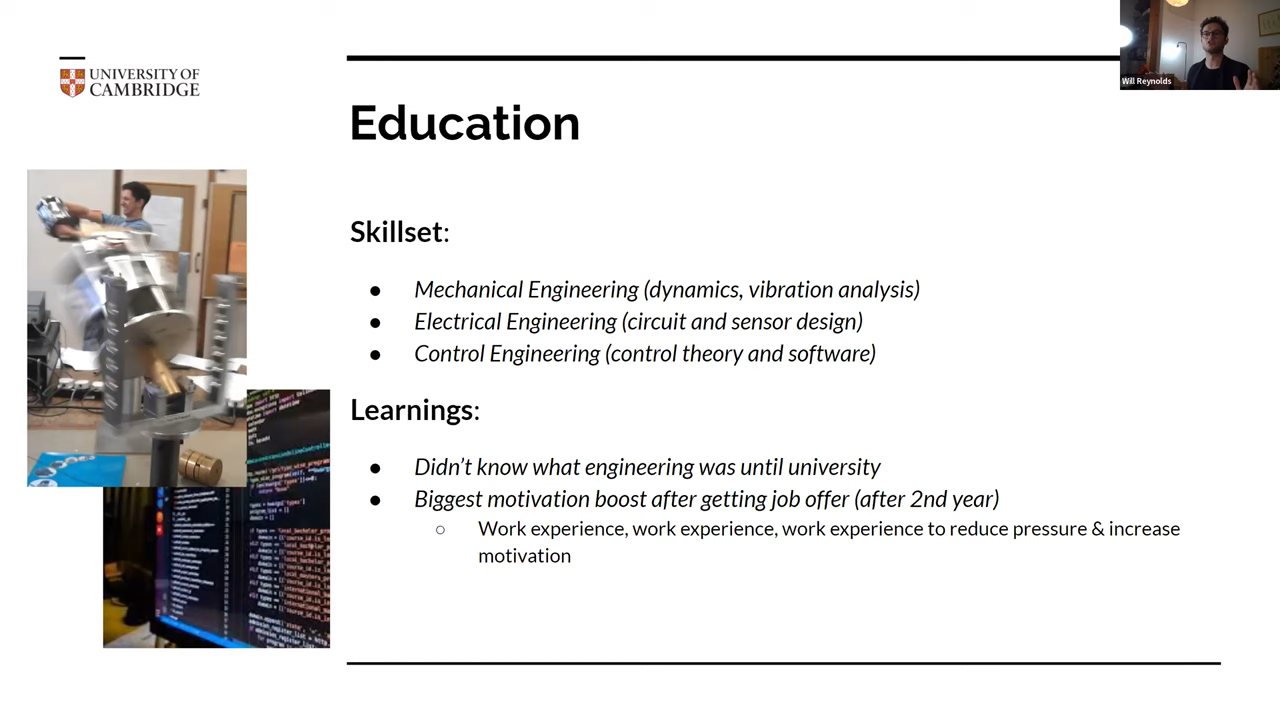 UNIVERSITY OF
CAMBRIDGE
Will Reynolds
Education
Skillset:
● Mechanical Engineering (dynamics, vibration analysis)
● Electrical Engineering (circuit and sensor design)
● Control Engineering (control theory and software)
Learnings:
● Didn’t know what engineering was until university
● Biggest motivation boost after getting job offer (after 2nd year)
○ Work experience, work experience, work experience to reduce pressure & increase
motivation